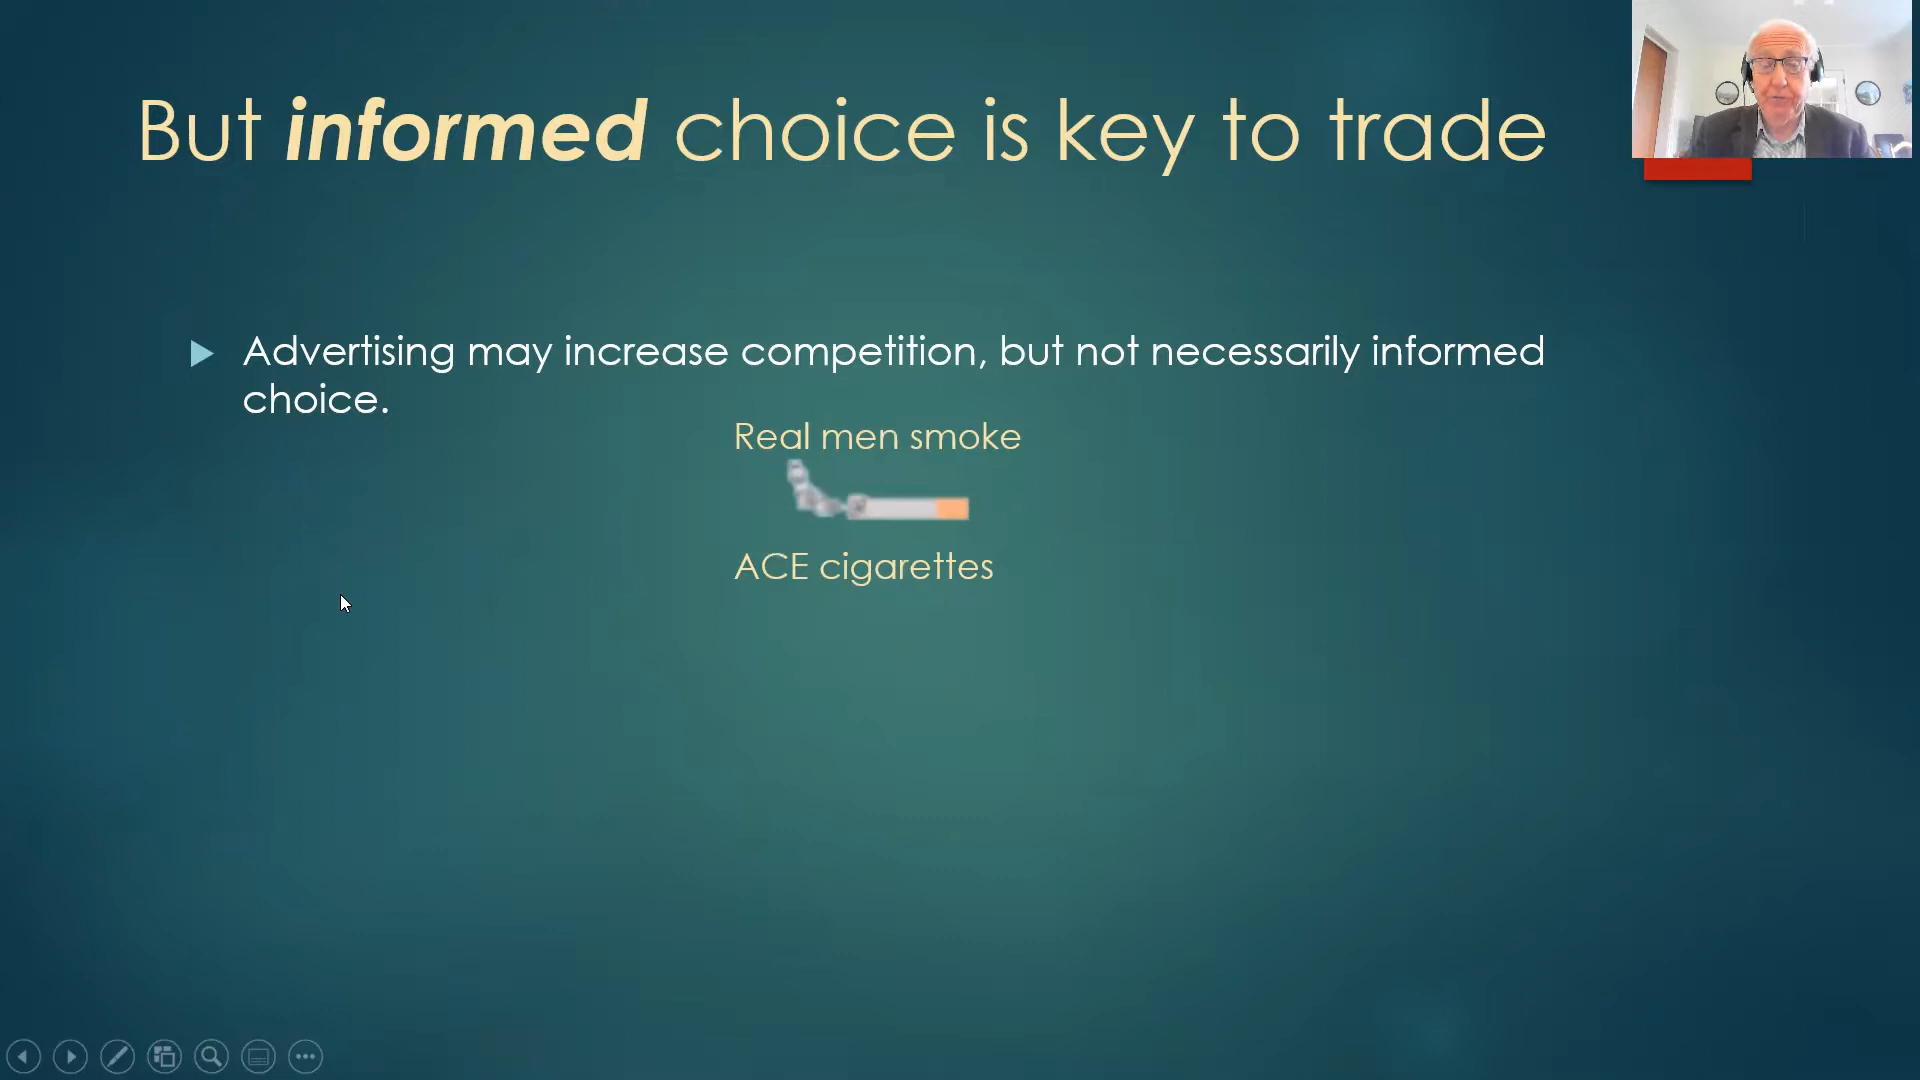 But informed choice is key to trade
Advertising may increase competition, but not necessarily informed
choice.
Real men smoke
ACE cigarettes